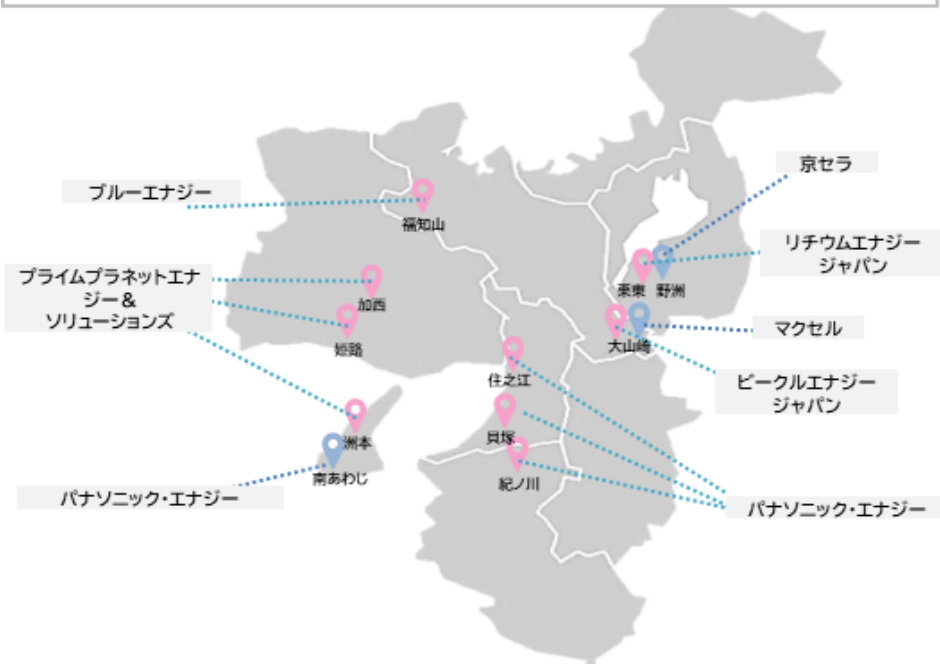 京セラ
ブルーエナジー
福知山
リチウムエナジー
ジャパン
プライムプラネットエナ
ジー＆
ソリューションズ
加西
栗東 野洲
姫路
大山崎
マクセル
住之江
ビークルエナジー
ジャパン
洲本
貝塚
南あわじ
紀ノ川
パナソニック・エナジー
パナソニック・エナジー